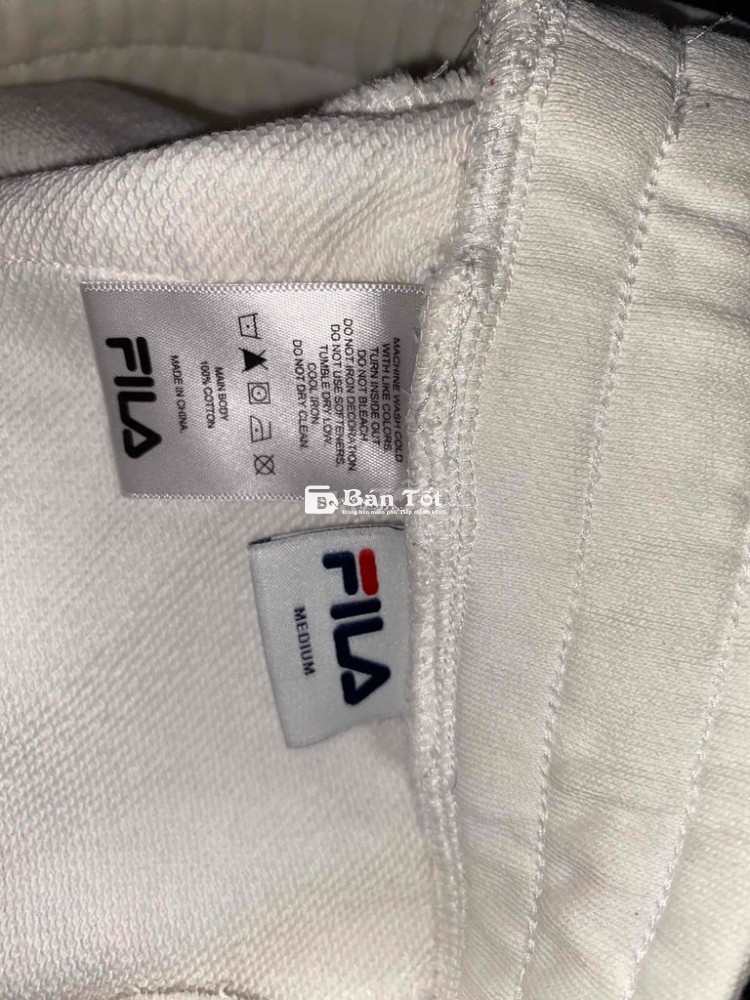 FILA
MADE IN CHINA
MAIN BODY
100% COTTON
MACHINE WASH COLD
WITH LIKE COLORS.
TURN INSIDE OUT
DO NOT BLEACH
DO NOT IRON DECORATION.
DO NOT USE SOFTENERS.
TUMBLE DRY LOW.
COOL IRON.
DO NOT DRY CLEAN.
Bán Tốt
FILA
MEDIUM